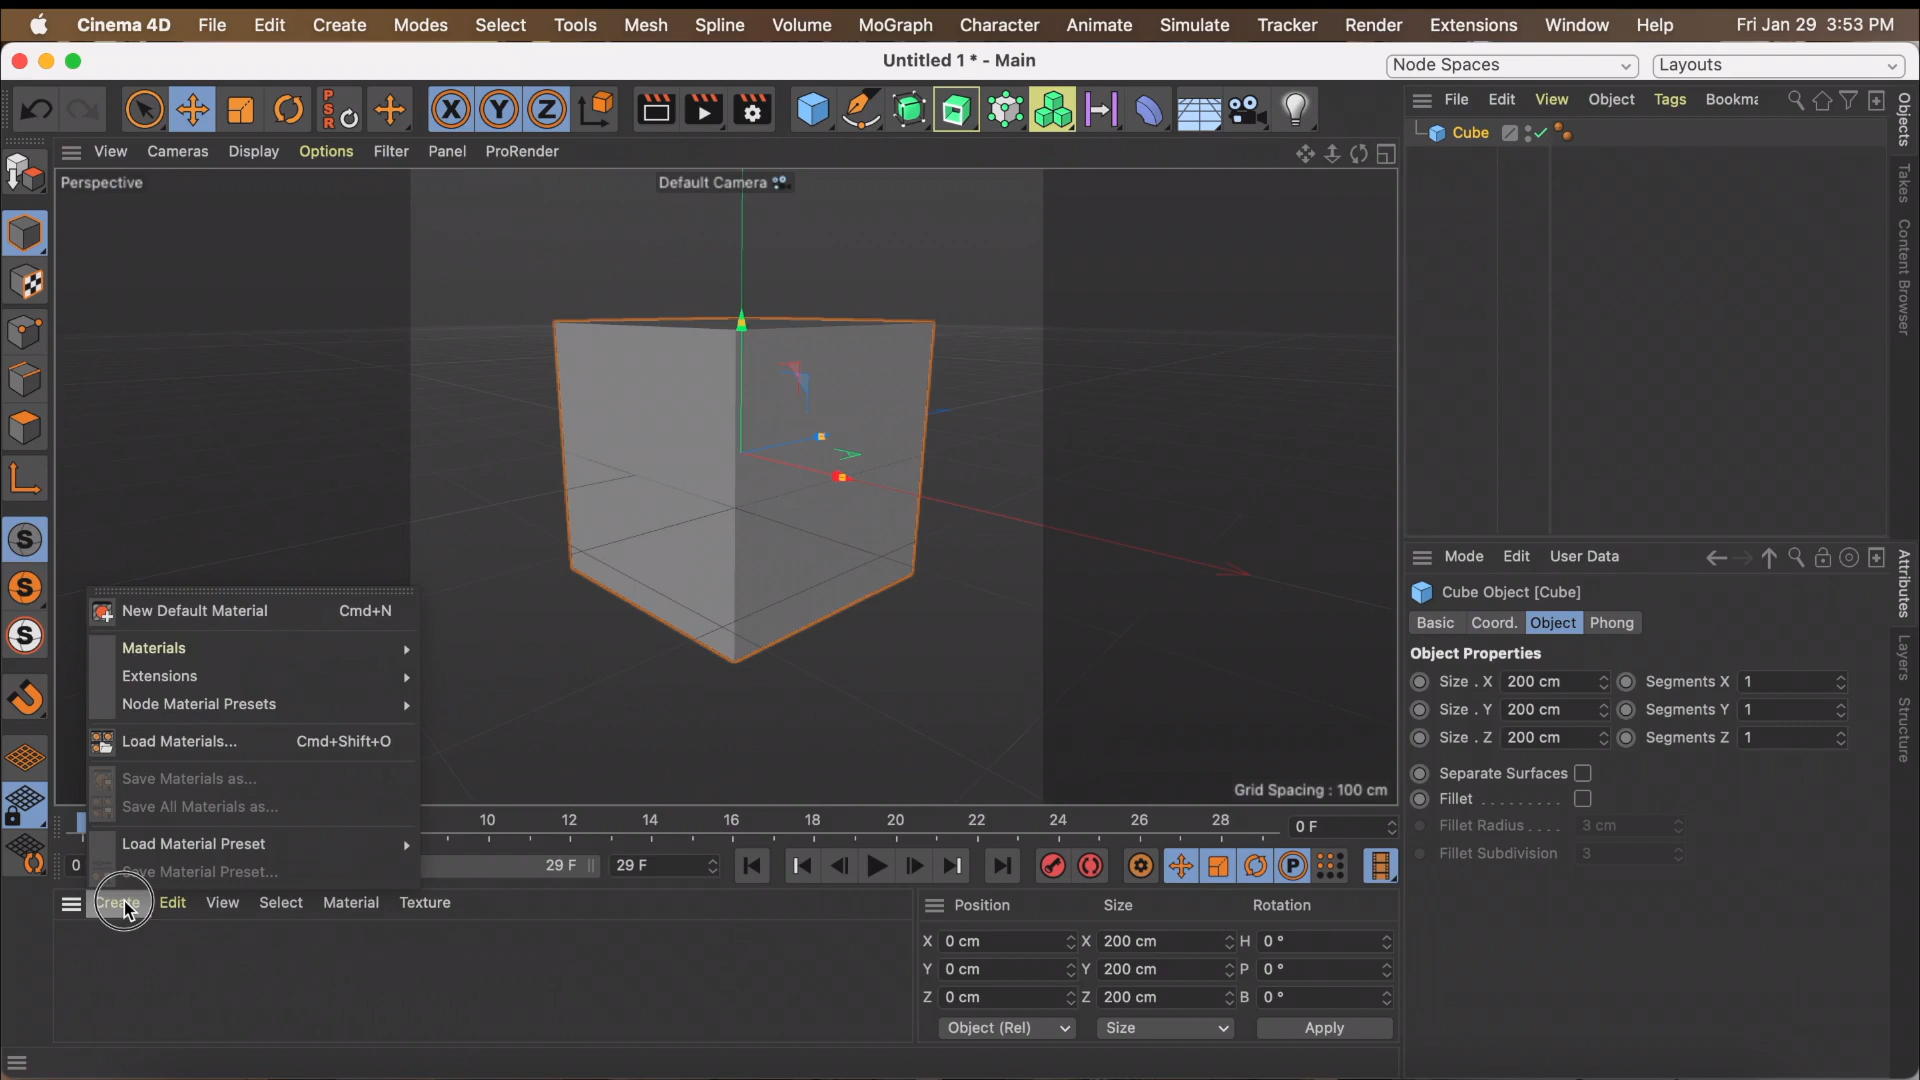 Cinema 4D File Edit Create Modes Select Tools Mesh Spline Volume MoGraph Character Animate Simulate Tracker Render Extensions Window Help Fri Jan 29 3:53 PM
Untitled 1 * - Main
Node Spaces
Layouts
P
S
R
X Y Z
File Edit View Object Tags Bookma
Cube
Objects
Takes
Content Browser
View Cameras Display Options Filter Panel ProRender
Perspective
Default Camera
Grid Spacing : 100 cm
S
S
S
New Default Material Cmd+N
Materials
Extensions
Node Material Presets
Load Materials... Cmd+Shift+O
Save Materials as...
Save All Materials as...
Load Material Preset
Save Material Preset...
10 12 14 16 18 20 22 24 26 28
0 F
0
29 F
29 F
P
Create Edit View Select Material Texture
Position Size Rotation
X 0 cm X 200 cm H 0 °
Y 0 cm Y 200 cm P 0 °
Z 0 cm Z 200 cm B 0 °
Object (Rel) Size Apply
Mode Edit User Data
Cube Object [Cube]
Basic Coord. Object Phong
Object Properties
Size . X 200 cm Segments X 1
Size . Y 200 cm Segments Y 1
Size . Z 200 cm Segments Z 1
Separate Surfaces
Fillet . . . . . . . . .
Fillet Radius . . . . 3 cm
Fillet Subdivision 3
Attributes
Layers
Structure